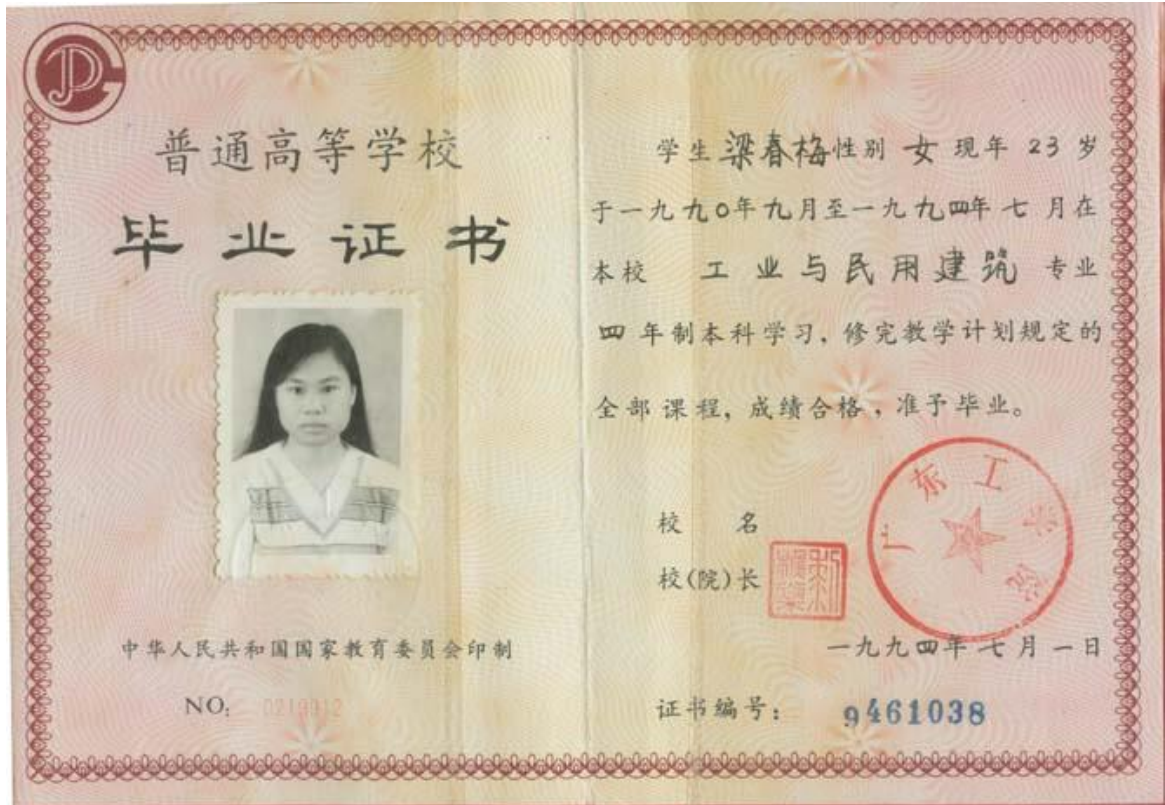 普通高等学校
毕业证书
中华人民共和国国家教育委员会印制
NO:
学生梁春梅性别 女 现年 23 岁
于一九九〇年九月至一九九四年 七 月在
本校 工业与民用建筑 专业
四 年制本科学习, 修完教学计划规定的
全部课程, 成绩合格, 准予毕业。
校 名
广东工学院
校(院)长
一九九四年七月一日
证书编号: 9461038